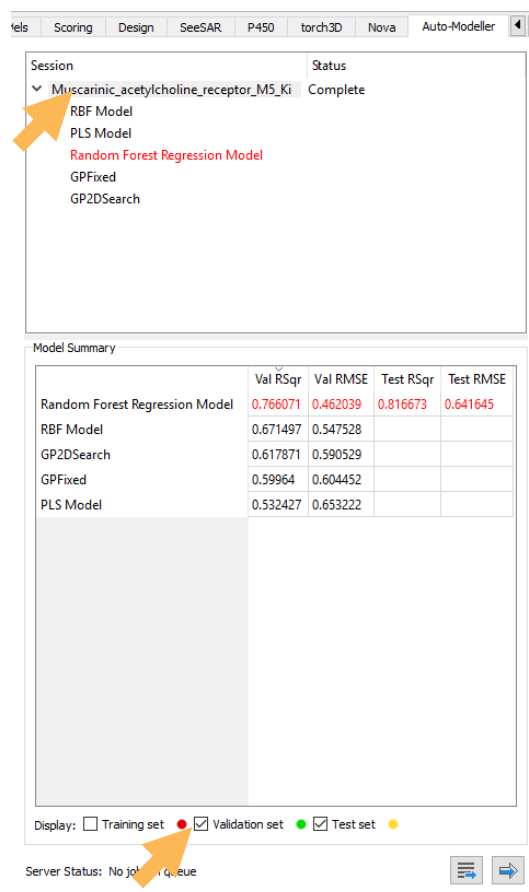 Scoring Design SeeSAR P450 torch3D Nova Auto-Modeller
Session Status
Muscarinic_acetylcholine_receptor_M5_Ki Complete
RBF Model
PLS Model
Random Forest Regression Model
GPFixed
GP2DSearch
Model Summary
Val RSqr Val RMSE Test RSqr Test RMSE
Random Forest Regression Model 0.766071 0.462039 0.816673 0.641645
RBF Model 0.671497 0.547528
GP2DSearch 0.617871 0.590529
GPFixed 0.59964 0.604452
PLS Model 0.532427 0.653222
Display: Training set Validation set Test set
Server Status: No queue